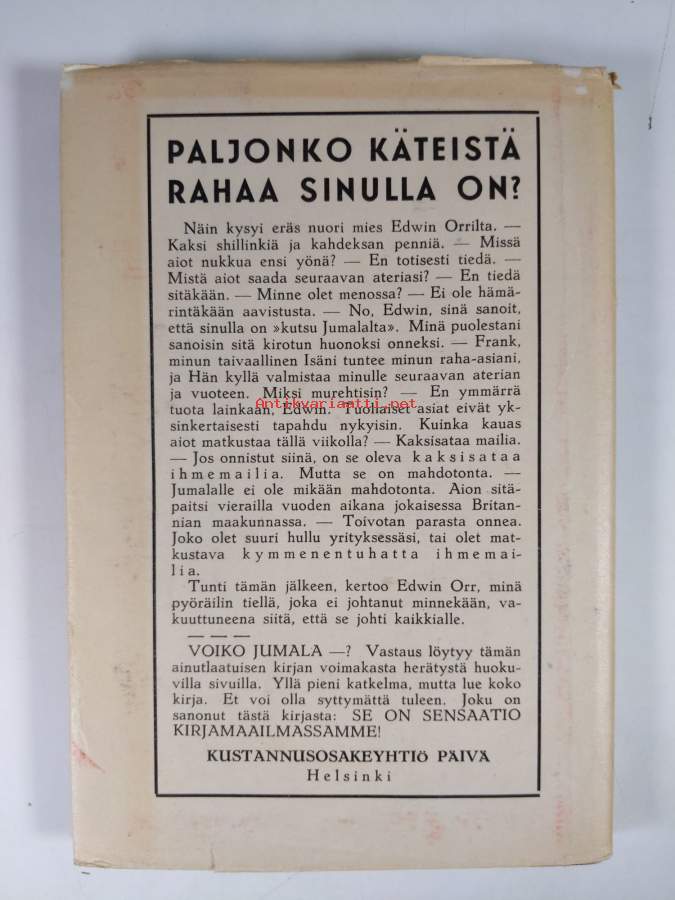 PALJONKO KÄTEISTÄ
RAHAA SINULLA ON?
Näin kysyi eräs nuori mies Edwin Orrilta. —
Kaksi shillinkiä ja kahdeksan penniä. — Missä
aiot nukkua ensi yönä? — En totisesti tiedä. —
Mistä aiot saada seuraavan ateriasi? — En tiedä
sitäkään. — Minne olet menossa? — Ei ole hämä-
rintäkään aavistusta. — No, Edwin, sinä sanoit,
että sinulla on »kutsu Jumalalta». Minä puolestani
sanoisin sitä kirotun huonoksi onneksi. — Frank,
minun taivaallinen Isäni tuntee minun raha-asiani,
ja Hän kyllä valmistaa minulle seuraavan aterian
ja vuoteen. Miksi murehtisin? — En ymmärrä
Antikvariaatti.net
tuota lainkaan, Edwin. Tuollaiset asiat eivät yk-
sinkertaisesti tapahdu nykyisin. Kuinka kauas
aiot matkustaa tällä viikolla? — Kaksisataa mailia.
— Jos onnistut siinä, on se oleva kaksisataa
ihmemailia. Mutta se on mahdotonta. —
Jumalalle ei ole mikään mahdotonta. Aion sitä-
paitsi vierailla vuoden aikana jokaisessa Britan-
nian maakunnassa. — Toivotan parasta onnea.
Joko olet suuri hullu yrityksessäsi, tai olet mat-
kustava kymmenentuhatta ihmemai-
lia.
Tunti tämän jälkeen, kertoo Edwin Orr, minä
pyöräilin tiellä, joka ei johtanut minnekään, va-
kuuttuneena siitä, että se johti kaikkialle.
— — —
VOIKO JUMALA —? Vastaus löytyy tämän
ainutlaatuisen kirjan voimakasta herätystä huoku-
villa sivuilla. Yllä pieni katkelma, mutta lue koko
kirja. Et voi olla syttymättä tuleen. Joku on
sanonut tästä kirjasta: SE ON SENSAATIO
KIRJAMAAILMASSAMME!
KUSTANNUSOSAKEYHTIÖ PÄIVÄ
Helsinki